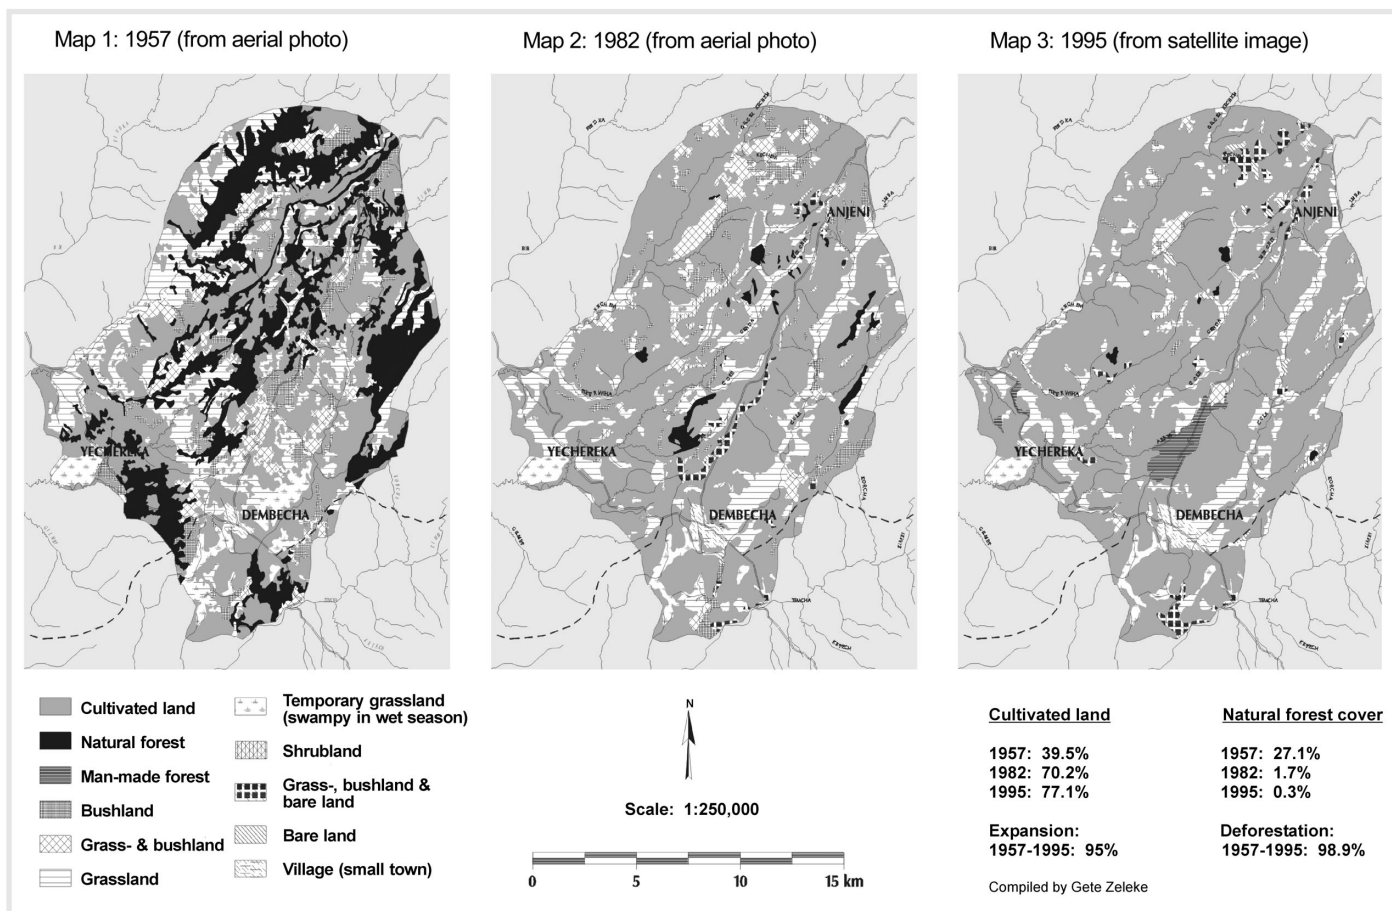 Map 1: 1957 (from aerial photo)
Map 2: 1982 (from aerial photo)
Map 3: 1995 (from satellite image)
ANJENI
YECHEREKA
DEMBECHA
ANJENI
YECHEREKA
DEMBECHA
TEMCHA
ANJENI
YECHEREKA
DEMBECHA
TEMCHA
Cultivated land
Natural forest
Man-made forest
Bushland
Grass- & bushland
Grassland
Temporary grassland
(swampy in wet season)
Shrubland
Grass-, bushland &
bare land
Bare land
Village (small town)
N
Scale: 1:250,000
0 5 10 15 km
Cultivated land
1957: 39.5%
1982: 70.2%
1995: 77.1%
Expansion:
1957-1995: 95%
Natural forest cover
1957: 27.1%
1982: 1.7%
1995: 0.3%
Deforestation:
1957-1995: 98.9%
Compiled by Gete Zeleke